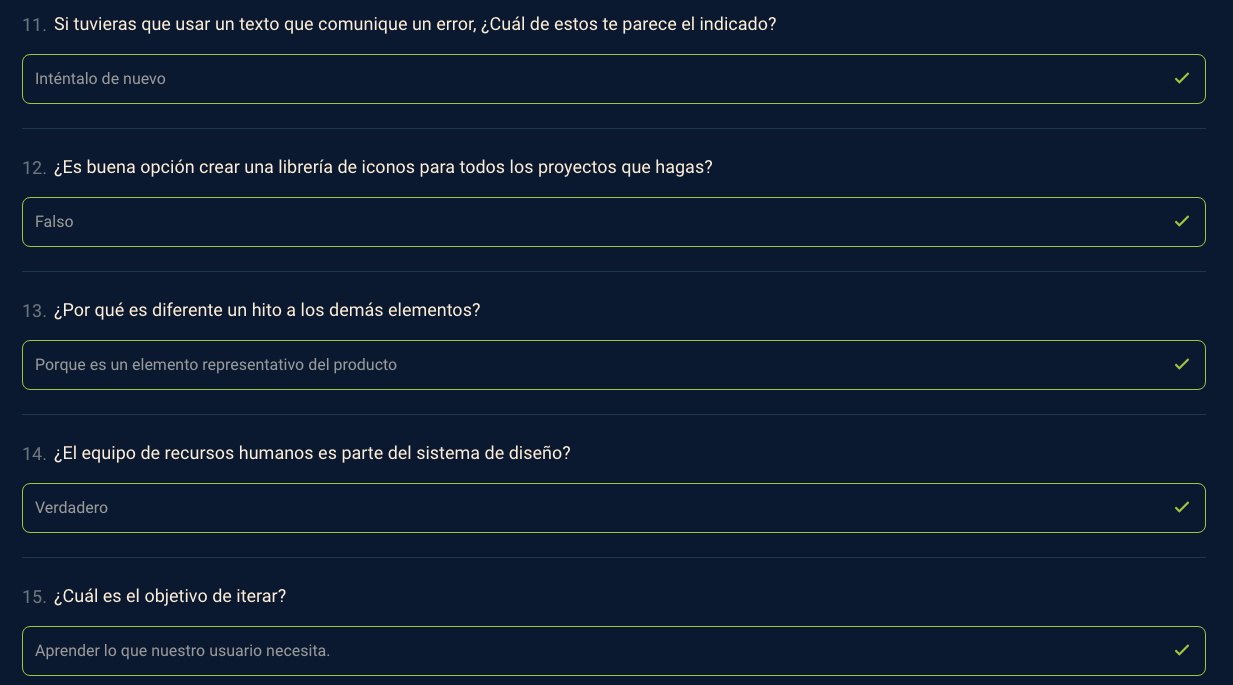 11. Si tuvieras que usar un texto que comunique un error, ¿Cuál de estos te parece el indicado?
Inténtalo de nuevo
12. ¿Es buena opción crear una librería de iconos para todos los proyectos que hagas?
Falso
13. ¿Por qué es diferente un hito a los demás elementos?
Porque es un elemento representativo del producto
14. ¿El equipo de recursos humanos es parte del sistema de diseño?
Verdadero
15. ¿Cuál es el objetivo de iterar?
Aprender lo que nuestro usuario necesita.